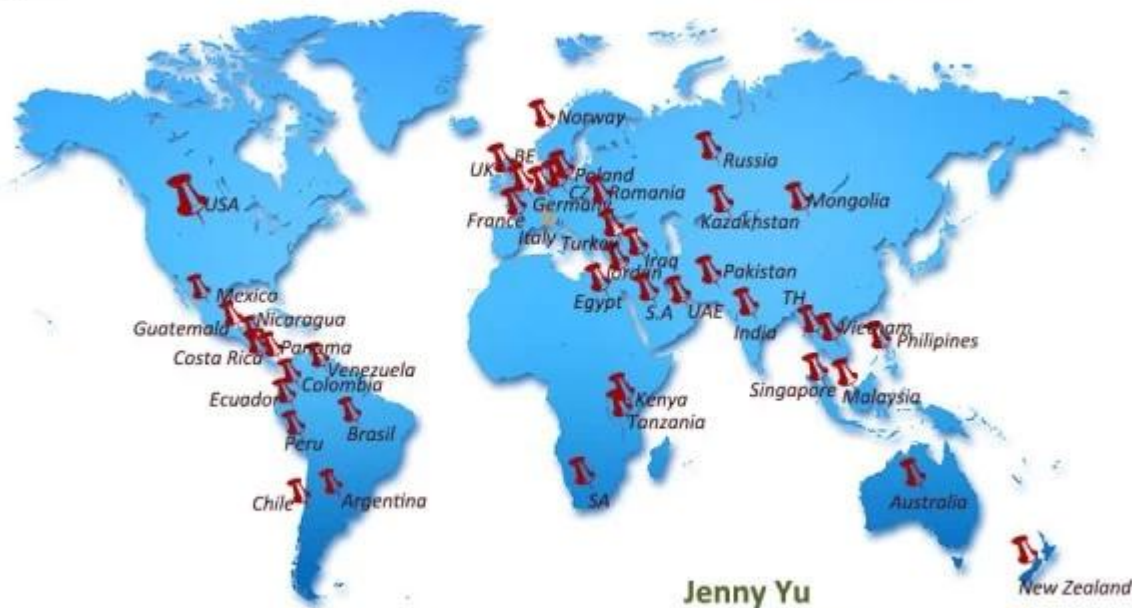 Norway
BE
UK
Poland
Russia
CZ
Romania
USA
Germany
Mongolia
France
Kazakhstan
Italy
Turkey
Iraq
Jordan
Pakistan
Egypt
S.A
UAE
TH
India
Mexico
Guatemala
Nicaragua
Vietnam
Philipines
Costa Rica
Panama
Venezuela
Singapore
Malaysia
Colombia
Ecuador
Kenya
Tanzania
Peru
Brasil
Chile
Argentina
SA
Australia
New Zealand
Jenny Yu